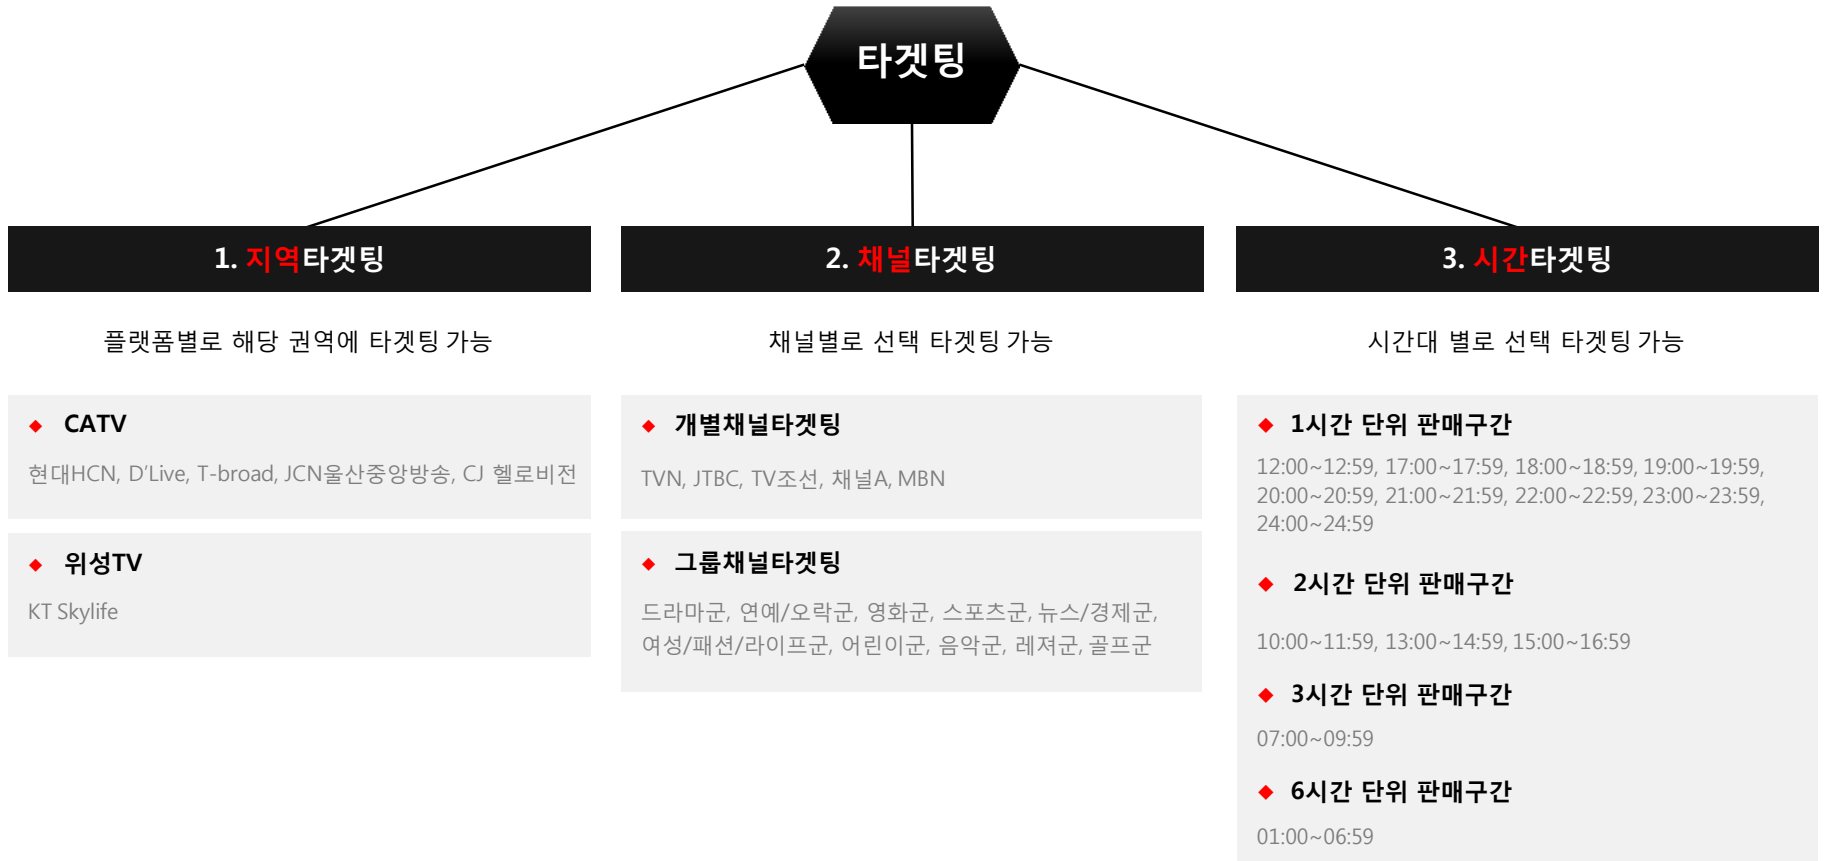 타겟팅
1. 지역타겟팅
플랫폼별로 해당 권역에 타겟팅 가능
◆ CATV
현대HCN, D'Live, T-broad, JCN울산중앙방송, CJ 헬로비전
◆ 위성TV
KT Skylife
2. 채널타겟팅
채널별로 선택 타겟팅 가능
◆ 개별채널타겟팅
TVN, JTBC, TV조선, 채널A, MBN
◆ 그룹채널타겟팅
드라마군, 연예/오락군, 영화군, 스포츠군, 뉴스/경제군,
여성/패션/라이프군, 어린이군, 음악군, 레져군, 골프군
3. 시간타겟팅
시간대 별로 선택 타겟팅 가능
◆ 1시간 단위 판매구간
12:00~12:59, 17:00~17:59, 18:00~18:59, 19:00~19:59,
20:00~20:59, 21:00~21:59, 22:00~22:59, 23:00~23:59,
24:00~24:59
◆ 2시간 단위 판매구간
10:00~11:59, 13:00~14:59, 15:00~16:59
◆ 3시간 단위 판매구간
07:00~09:59
◆ 6시간 단위 판매구간
01:00~06:59